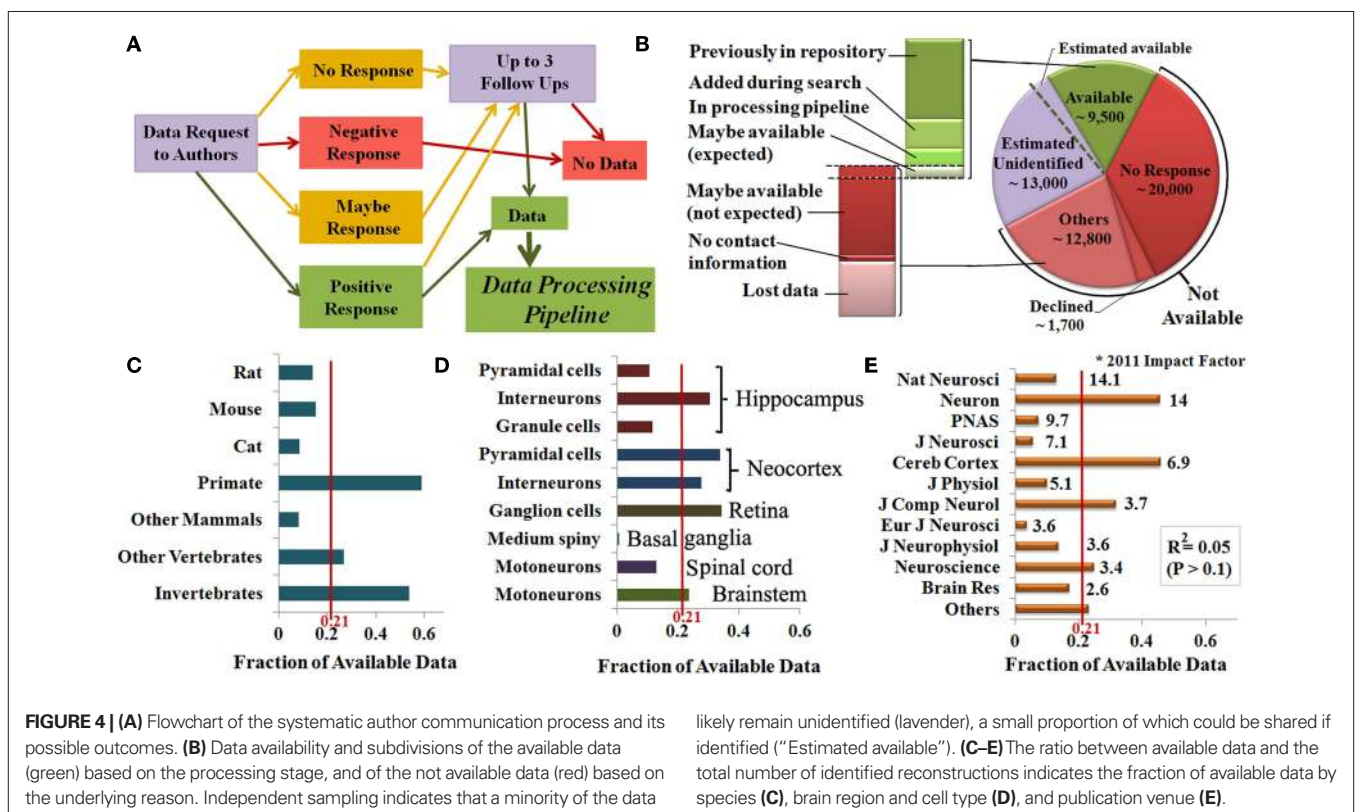 A
Data Request
to Authors
No Response
Negative
Response
Maybe
Response
Positive
Response
Up to 3
Follow Ups
No Data
Data
Data Processing
Pipeline
B
Previously in repository
Added during search
In processing pipeline
Maybe available
(expected)
Maybe available
(not expected)
No contact
information
Lost data
Estimated available
Available
~ 9,500
Estimated
Unidentified
~ 13,000
No Response
~ 20,000
Others
~ 12,800
Declined
~ 1,700
Not
Available
C
Rat
Mouse
Cat
Primate
Other Mammals
Other Vertebrates
Invertebrates
0 0.2 0.4 0.6
0.21
Fraction of Available Data
D
Pyramidal cells
Interneurons
Granule cells
Hippocampus
Pyramidal cells
Interneurons
Neocortex
Ganglion cells Retina
Medium spiny Basal ganglia
Motoneurons Spinal cord
Motoneurons Brainstem
0 0.2 0.4 0.6
0.21
Fraction of Available Data
E
* 2011 Impact Factor
Nat Neurosci 14.1
Neuron 14
PNAS 9.7
J Neurosci 7.1
Cereb Cortex 6.9
J Physiol 5.1
J Comp Neurol 3.7
Eur J Neurosci 3.6
J Neurophysiol 3.6
Neuroscience 3.4
Brain Res 2.6
Others
R²= 0.05
(P > 0.1)
0 0.2 0.4 0.6
0.21
Fraction of Available Data
FIGURE 4 | (A) Flowchart of the systematic author communication process and its
possible outcomes. (B) Data availability and subdivisions of the available data
(green) based on the processing stage, and of the not available data (red) based on
the underlying reason. Independent sampling indicates that a minority of the data
likely remain unidentified (lavender), a small proportion of which could be shared if
identified (“Estimated available”). (C–E) The ratio between available data and the
total number of identified reconstructions indicates the fraction of available data by
species (C), brain region and cell type (D), and publication venue (E).